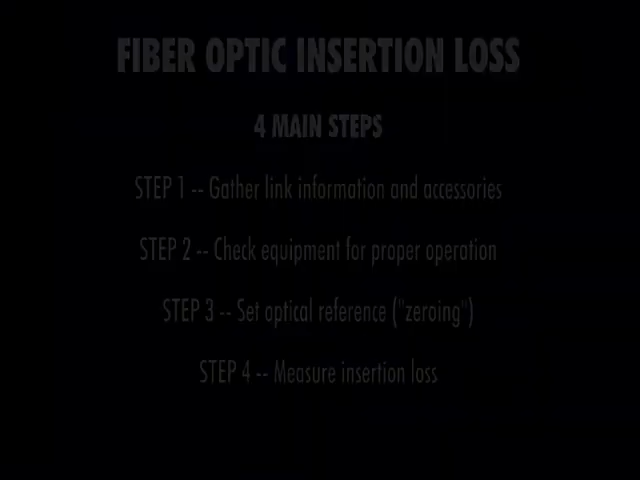 FIBER OPTIC INSERTION LOSS
4 MAIN STEPS
STEP 1 -- Gather link information and accessories
STEP 2 -- Check equipment for proper operation
STEP 3 -- Set optical reference ("zeroing")
STEP 4 -- Measure insertion loss